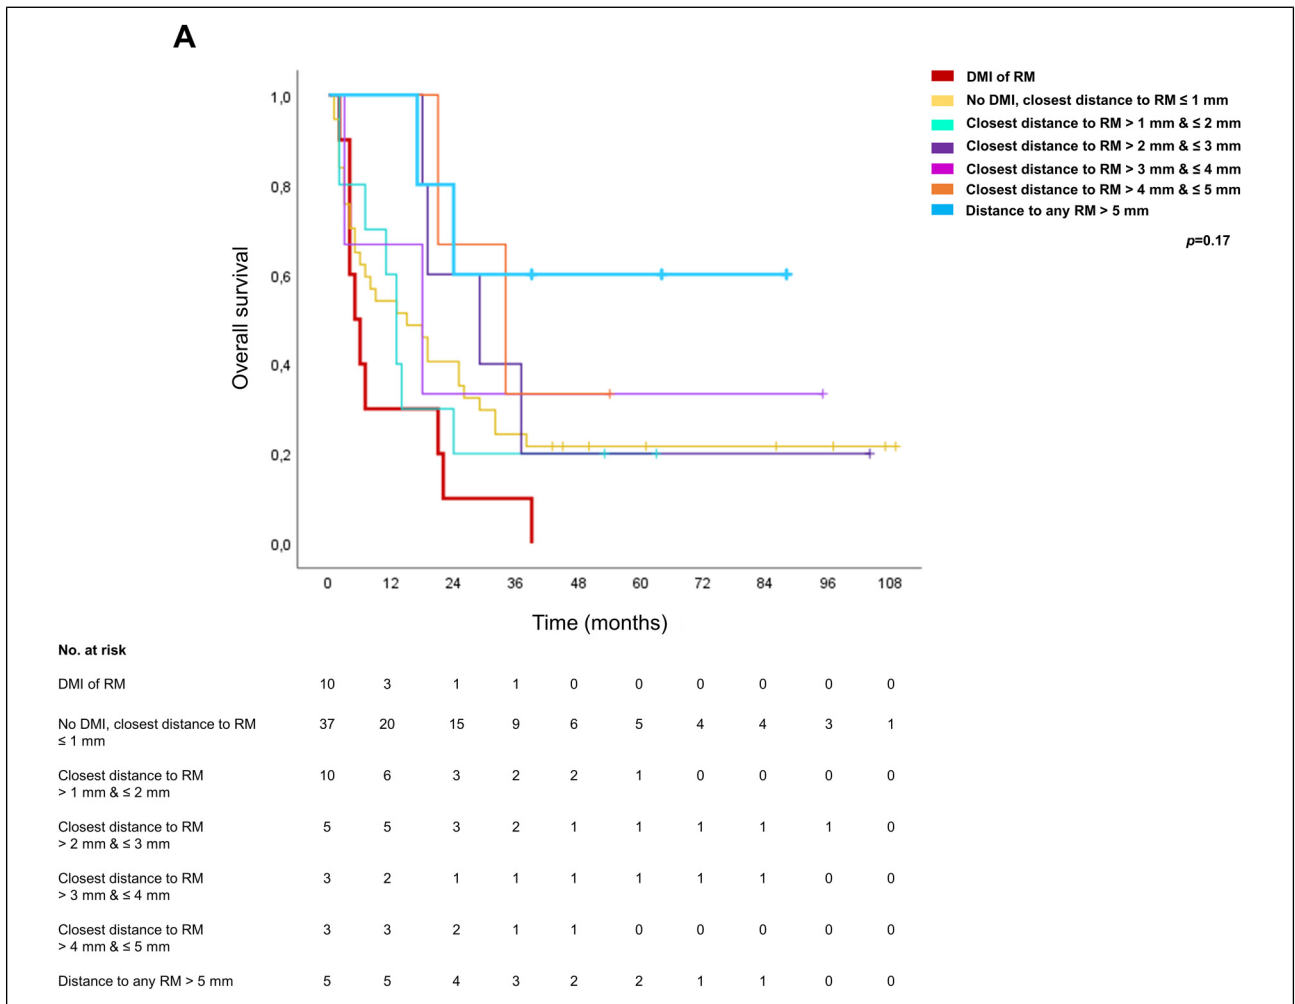 A
DMI of RM
No DMI, closest distance to RM ≤ 1 mm
Closest distance to RM > 1 mm & ≤ 2 mm
Closest distance to RM > 2 mm & ≤ 3 mm
Closest distance to RM > 3 mm & ≤ 4 mm
Closest distance to RM > 4 mm & ≤ 5 mm
Distance to any RM > 5 mm
p=0.17
Overall survival
1,0
0,8
0,6
0,4
0,2
0,0
0 12 24 36 48 60 72 84 96 108
Time (months)
No. at risk
DMI of RM 10 3 1 1 0 0 0 0 0 0
No DMI, closest distance to RM 37 20 15 9 6 5 4 4 3 1
≤ 1 mm
Closest distance to RM 10 6 3 2 2 1 0 0 0 0
> 1 mm & ≤ 2 mm
Closest distance to RM 5 5 3 2 1 1 1 1 1 0
> 2 mm & ≤ 3 mm
Closest distance to RM 3 2 1 1 1 1 1 1 0 0
> 3 mm & ≤ 4 mm
Closest distance to RM 3 3 2 1 1 0 0 0 0 0
> 4 mm & ≤ 5 mm
Distance to any RM > 5 mm 5 5 4 3 2 2 1 1 0 0